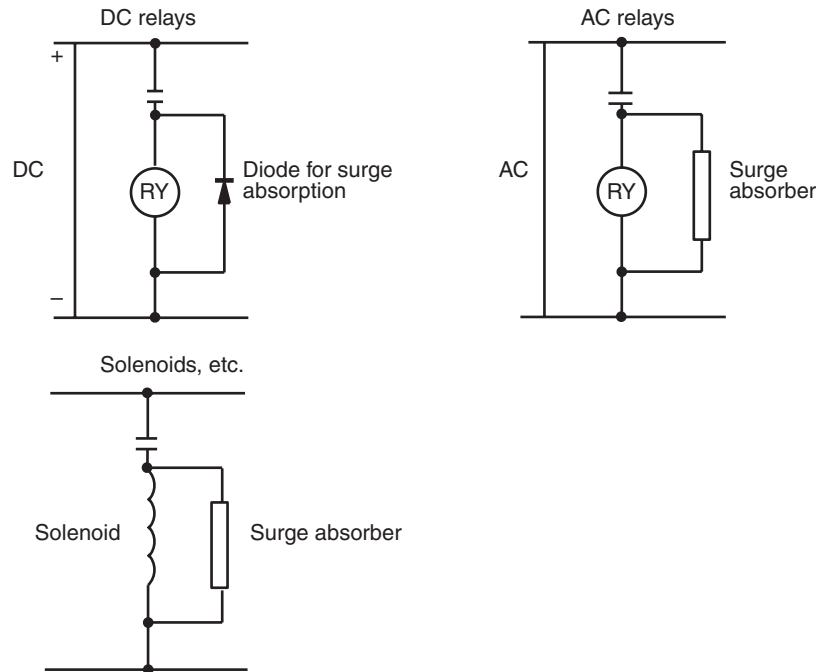 DC relays
+
DC
RY
Diode for surge
absorption
–
AC relays
AC
RY
Surge
absorber
Solenoids, etc.
Solenoid
Surge absorber